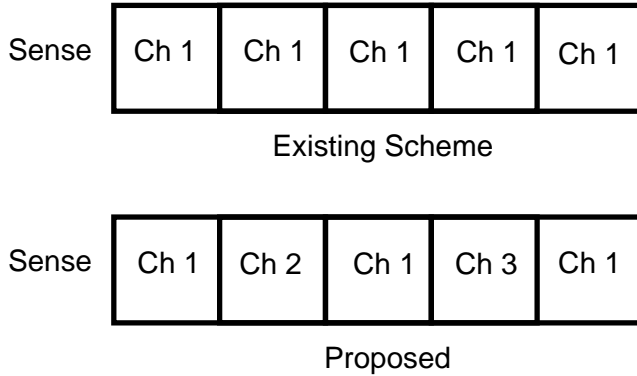 Sense Ch 1 Ch 1 Ch 1 Ch 1 Ch 1
Existing Scheme
Sense Ch 1 Ch 2 Ch 1 Ch 3 Ch 1
Proposed